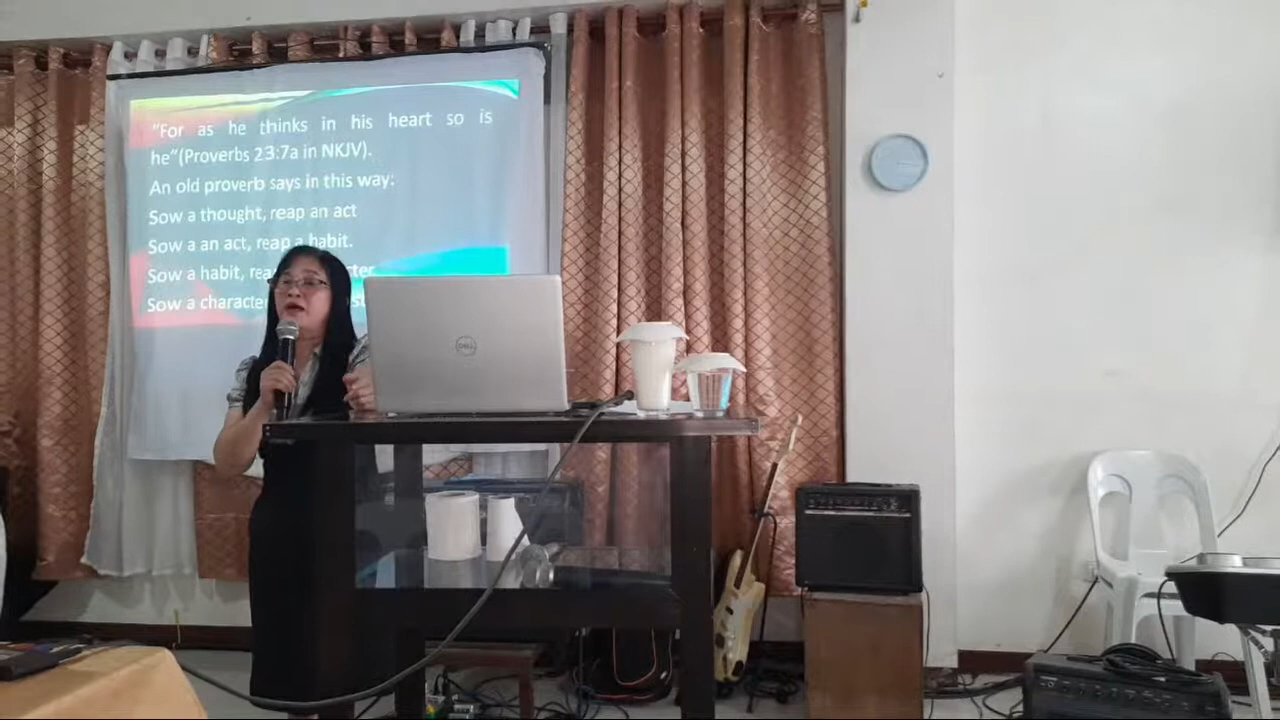 "For as he thinks in his heart so is
he"(Proverbs 23:7a in NKJV).
An old proverb says in this way:
Sow a thought, reap an act
Sow a an act, reap a habit.
Sow a habit,
Sow a
DELL